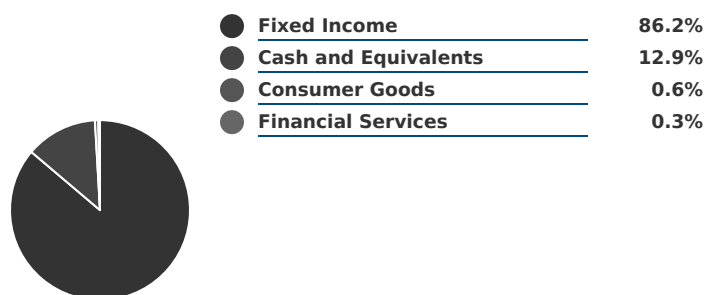 Fixed Income 86.2%
Cash and Equivalents 12.9%
Consumer Goods 0.6%
Financial Services 0.3%